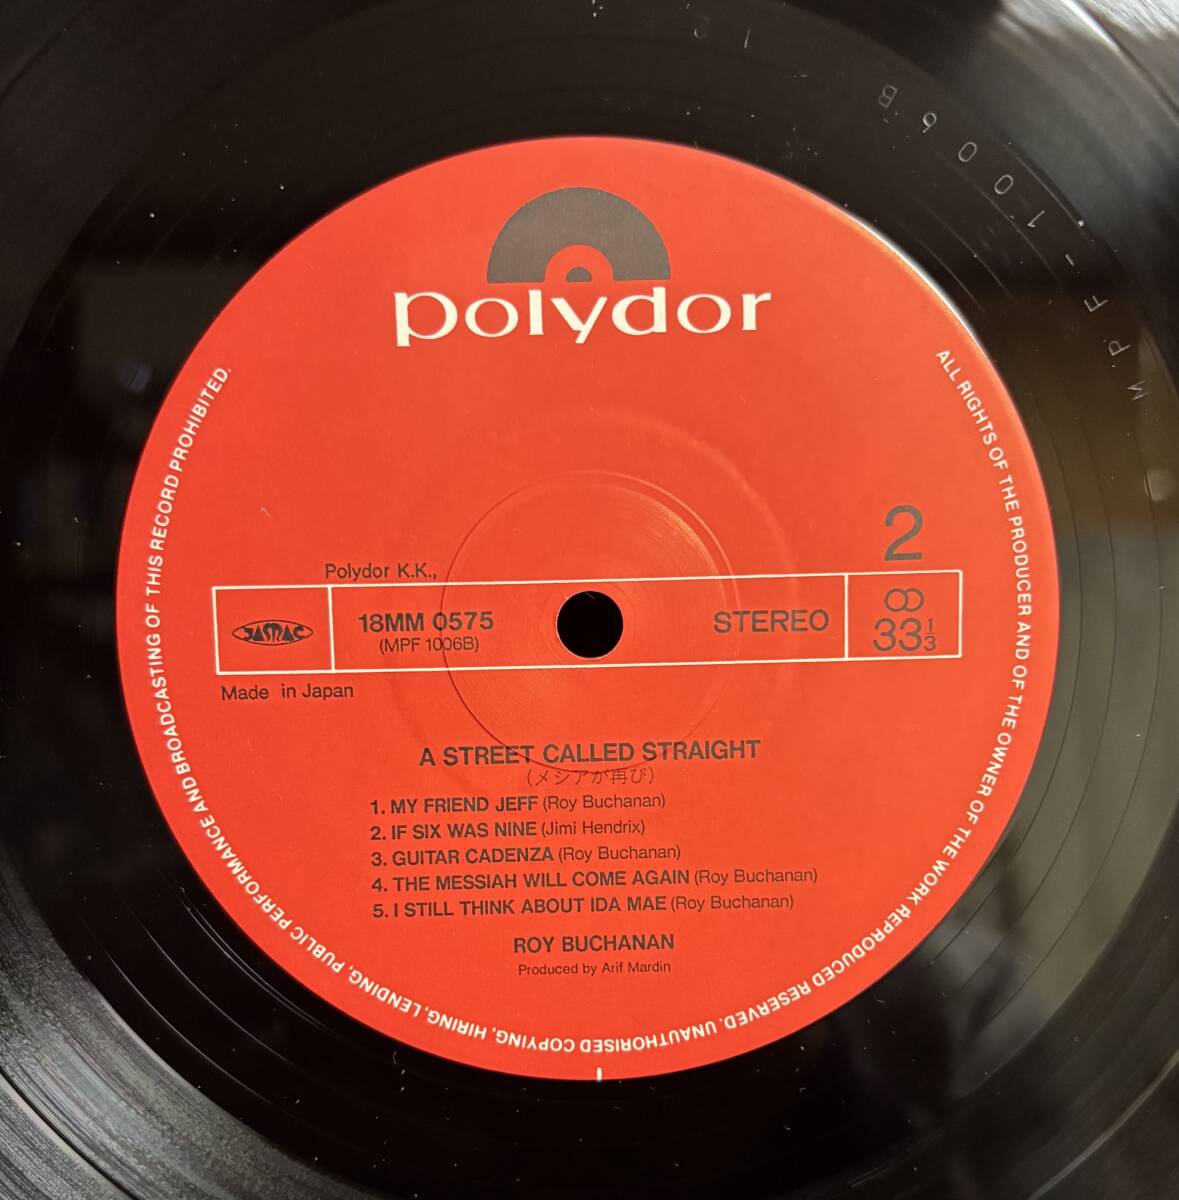 12
MPF-1006B
polydor
ALL RIGHTS OF THE PRODUCER AND OF THE OWNER OF THE WORK REPRODUCED RESERVED. UNAUTHORISED COPYING, HIRING, LENDING, PUBLIC PERFORMANCE AND BROADCASTING OF THIS RECORD PROHIBITED.
2
Polydor K.K.,
JASRAC
18MM 0575
(MPF 1006B)
STEREO
33 1/3
Made in Japan
A STREET CALLED STRAIGHT
(メシアが再び)
1. MY FRIEND JEFF (Roy Buchanan)
2. IF SIX WAS NINE (Jimi Hendrix)
3. GUITAR CADENZA (Roy Buchanan)
4. THE MESSIAH WILL COME AGAIN (Roy Buchanan)
5. I STILL THINK ABOUT IDA MAE (Roy Buchanan)
ROY BUCHANAN
Produced by Arif Mardin